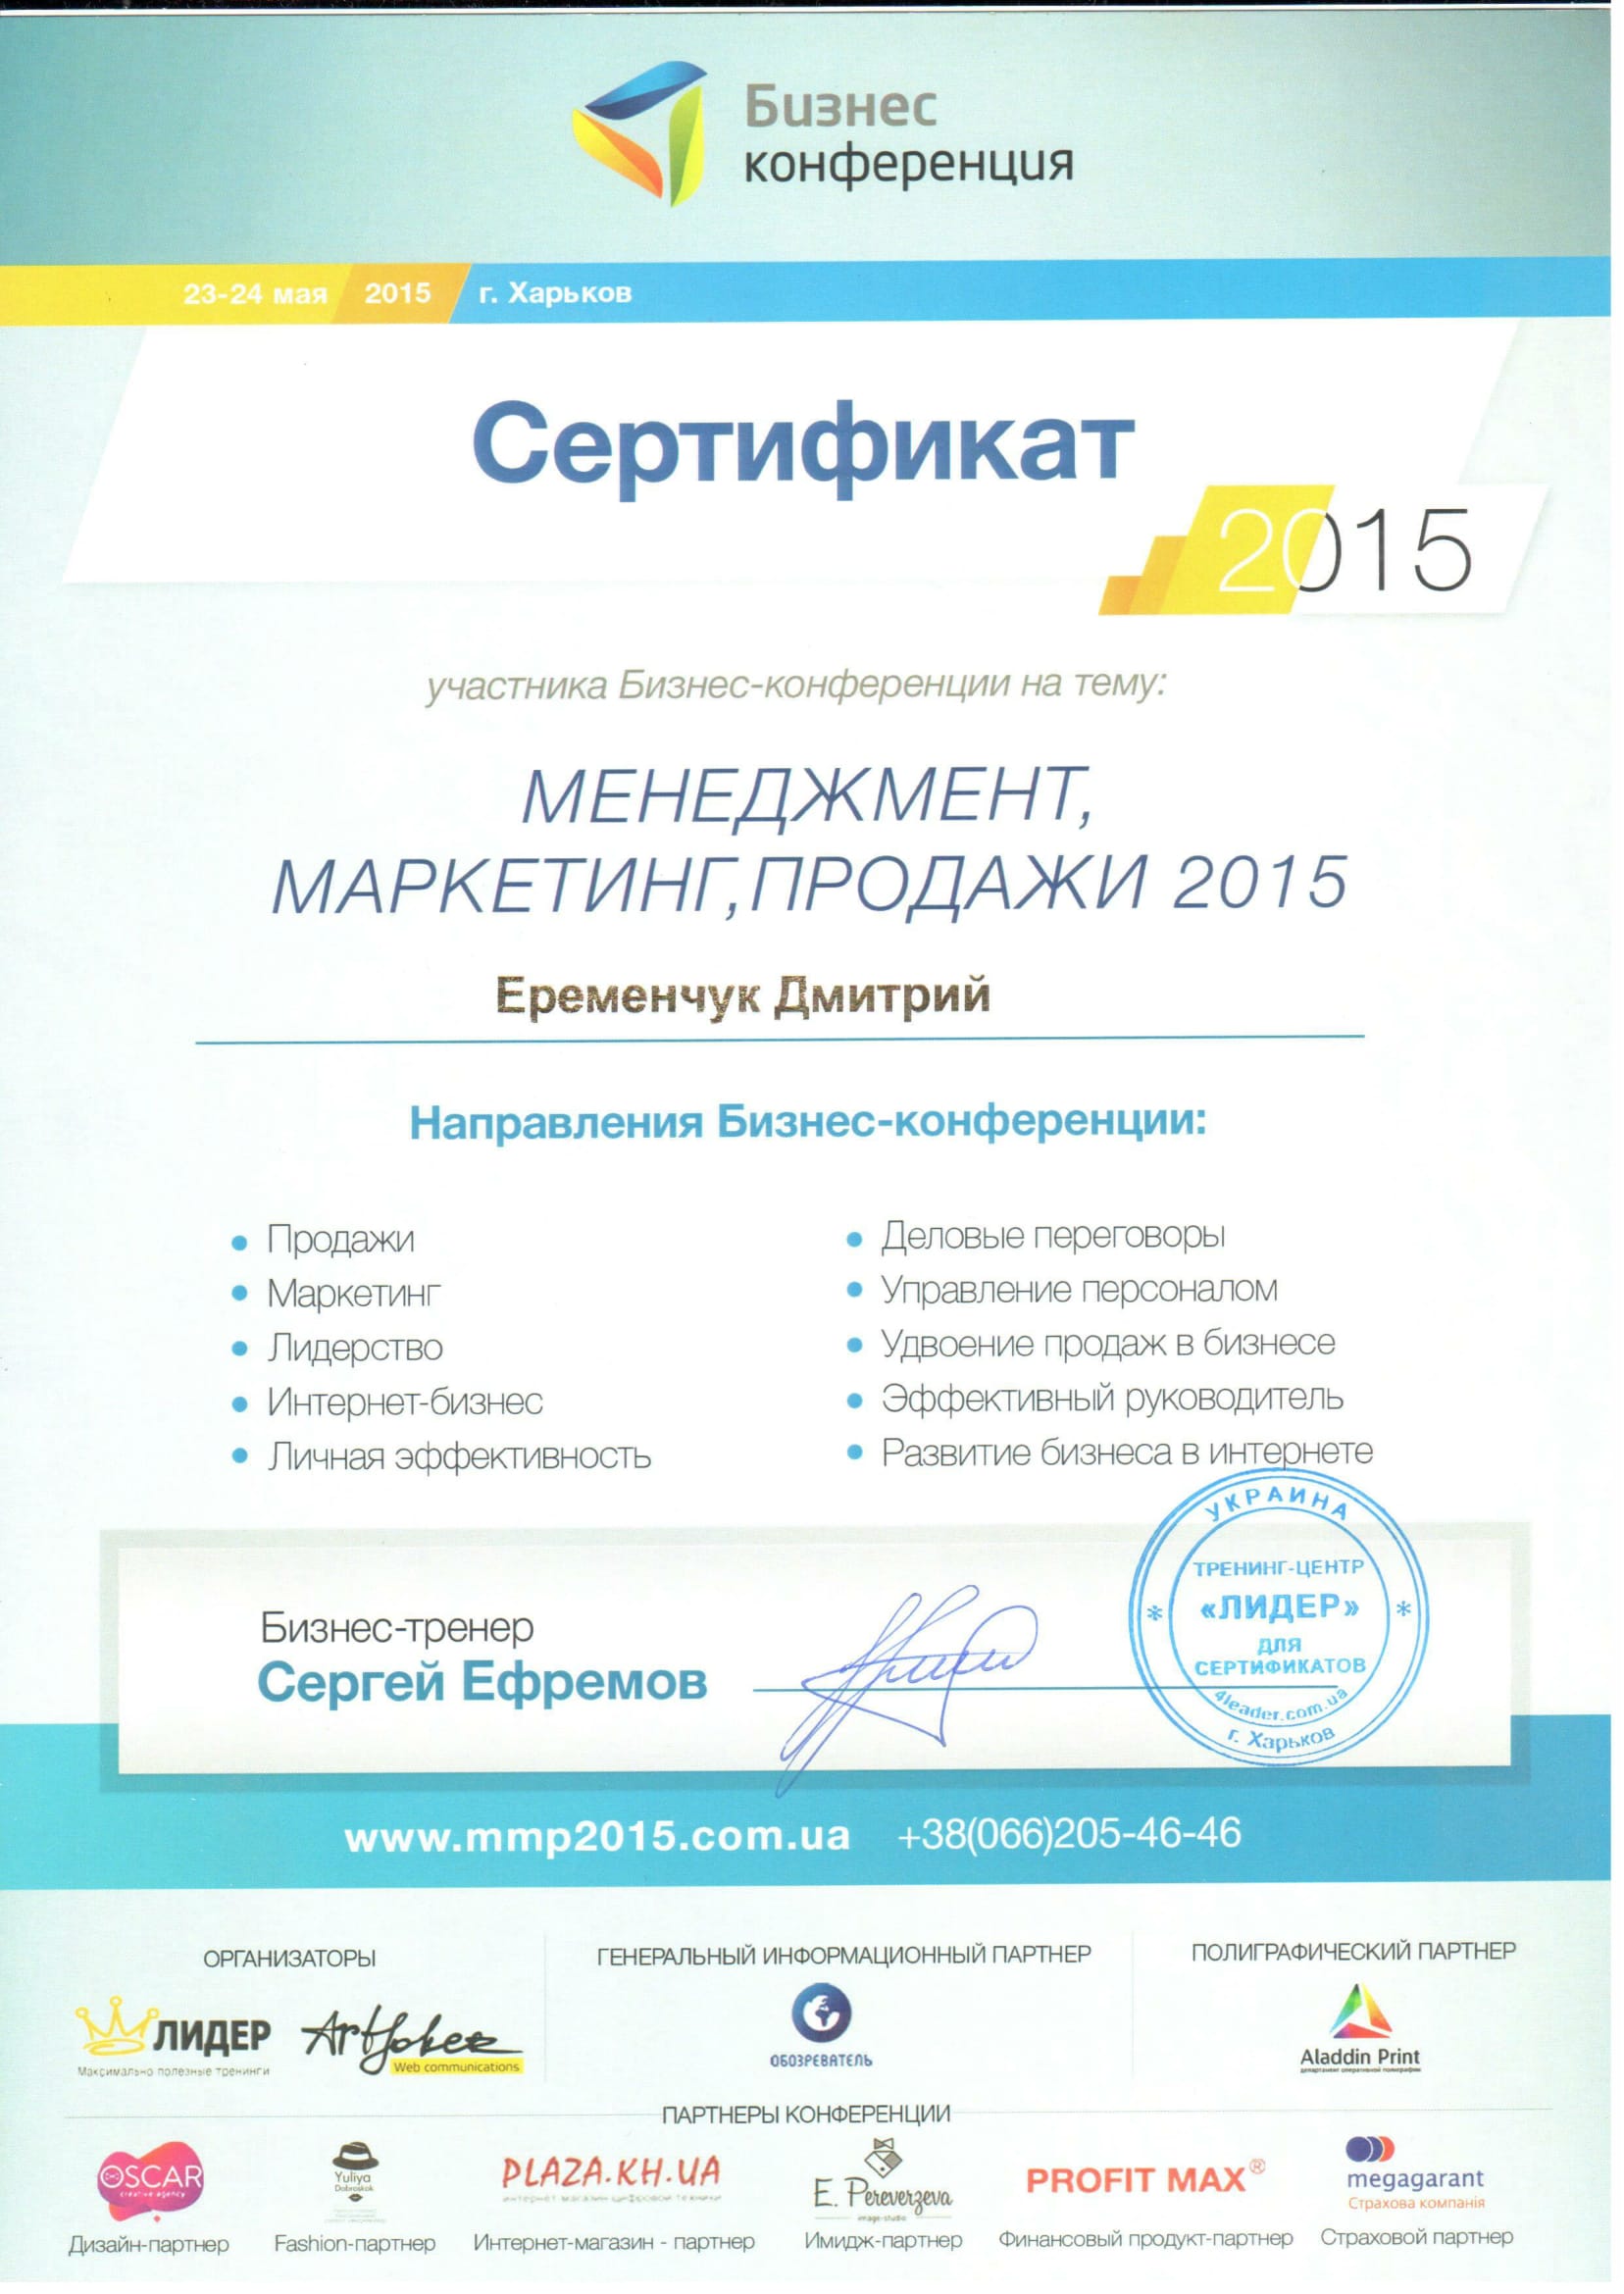 Бизнес
конференция
23-24 мая 2015 г. Харьков
Сертификат
2015
участника Бизнес-конференции на тему:
МЕНЕДЖМЕНТ,
МАРКЕТИНГ,ПРОДАЖИ 2015
Еременчук Дмитрий
Направления Бизнес-конференции:
Продажи
Маркетинг
Лидерство
Интернет-бизнес
Личная эффективность
Деловые переговоры
Управление персоналом
Удвоение продаж в бизнесе
Эффективный руководитель
Развитие бизнеса в интернете
Бизнес-тренер
Сергей Ефремов
УКРАИНА
ТРЕНИНГ-ЦЕНТР
«ЛИДЕР»
ДЛЯ
СЕРТИФИКАТОВ
4leader.com.ua
г. Харьков
www.mmp2015.com.ua +38(066)205-46-46
ОРГАНИЗАТОРЫ
ЛИДЕР
Максимально полезные тренинги
ArtJoker
Web communications
ГЕНЕРАЛЬНЫЙ ИНФОРМАЦИОННЫЙ ПАРТНЕР
ОБОЗРЕВАТЕЛЬ
ПОЛИГРАФИЧЕСКИЙ ПАРТНЕР
Aladdin Print
департамент оперативной полиграфии
ПАРТНЕРЫ КОНФЕРЕНЦИИ
OSCAR
creative agency
Дизайн-партнер
Yuliya
Dobroskok
Fashion-партнер
PLAZA.KH.UA
интернет-магазин цифровой техники
Интернет-магазин - партнер
E. Pereverzeva
image-studio
Имидж-партнер
PROFIT MAX®
Финансовый продукт-партнер
megagarant
Страхова компанія
Страховой партнер